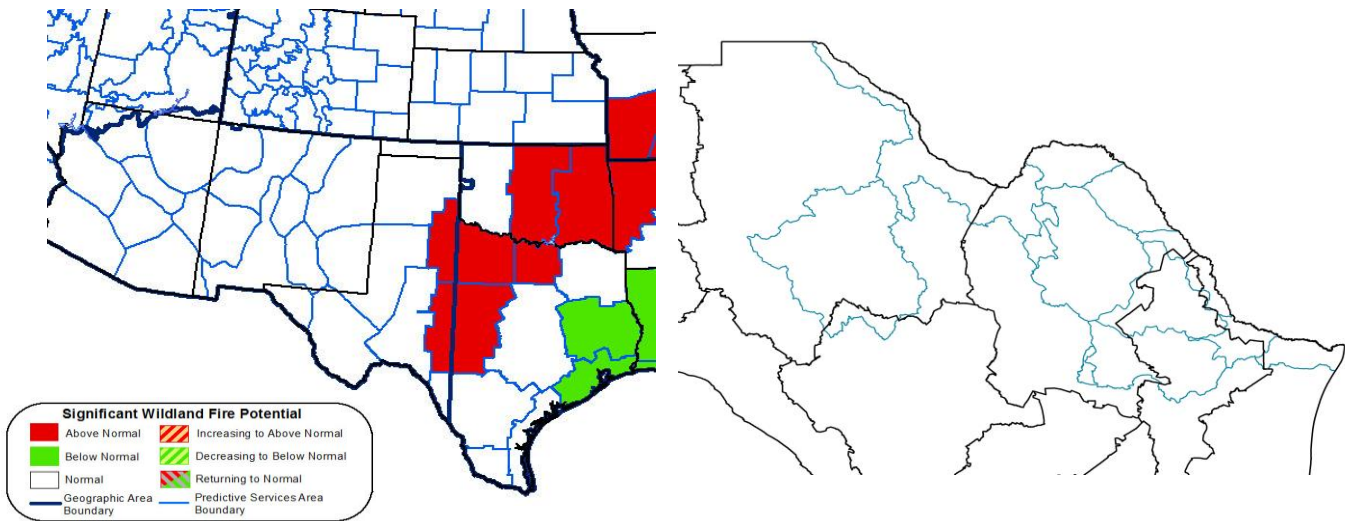 Significant Wildland Fire Potential
Above Normal
Increasing to Above Normal
Below Normal
Decreasing to Below Normal
Normal
Returning to Normal
Geographic Area
Boundary
Predictive Services Area
Boundary